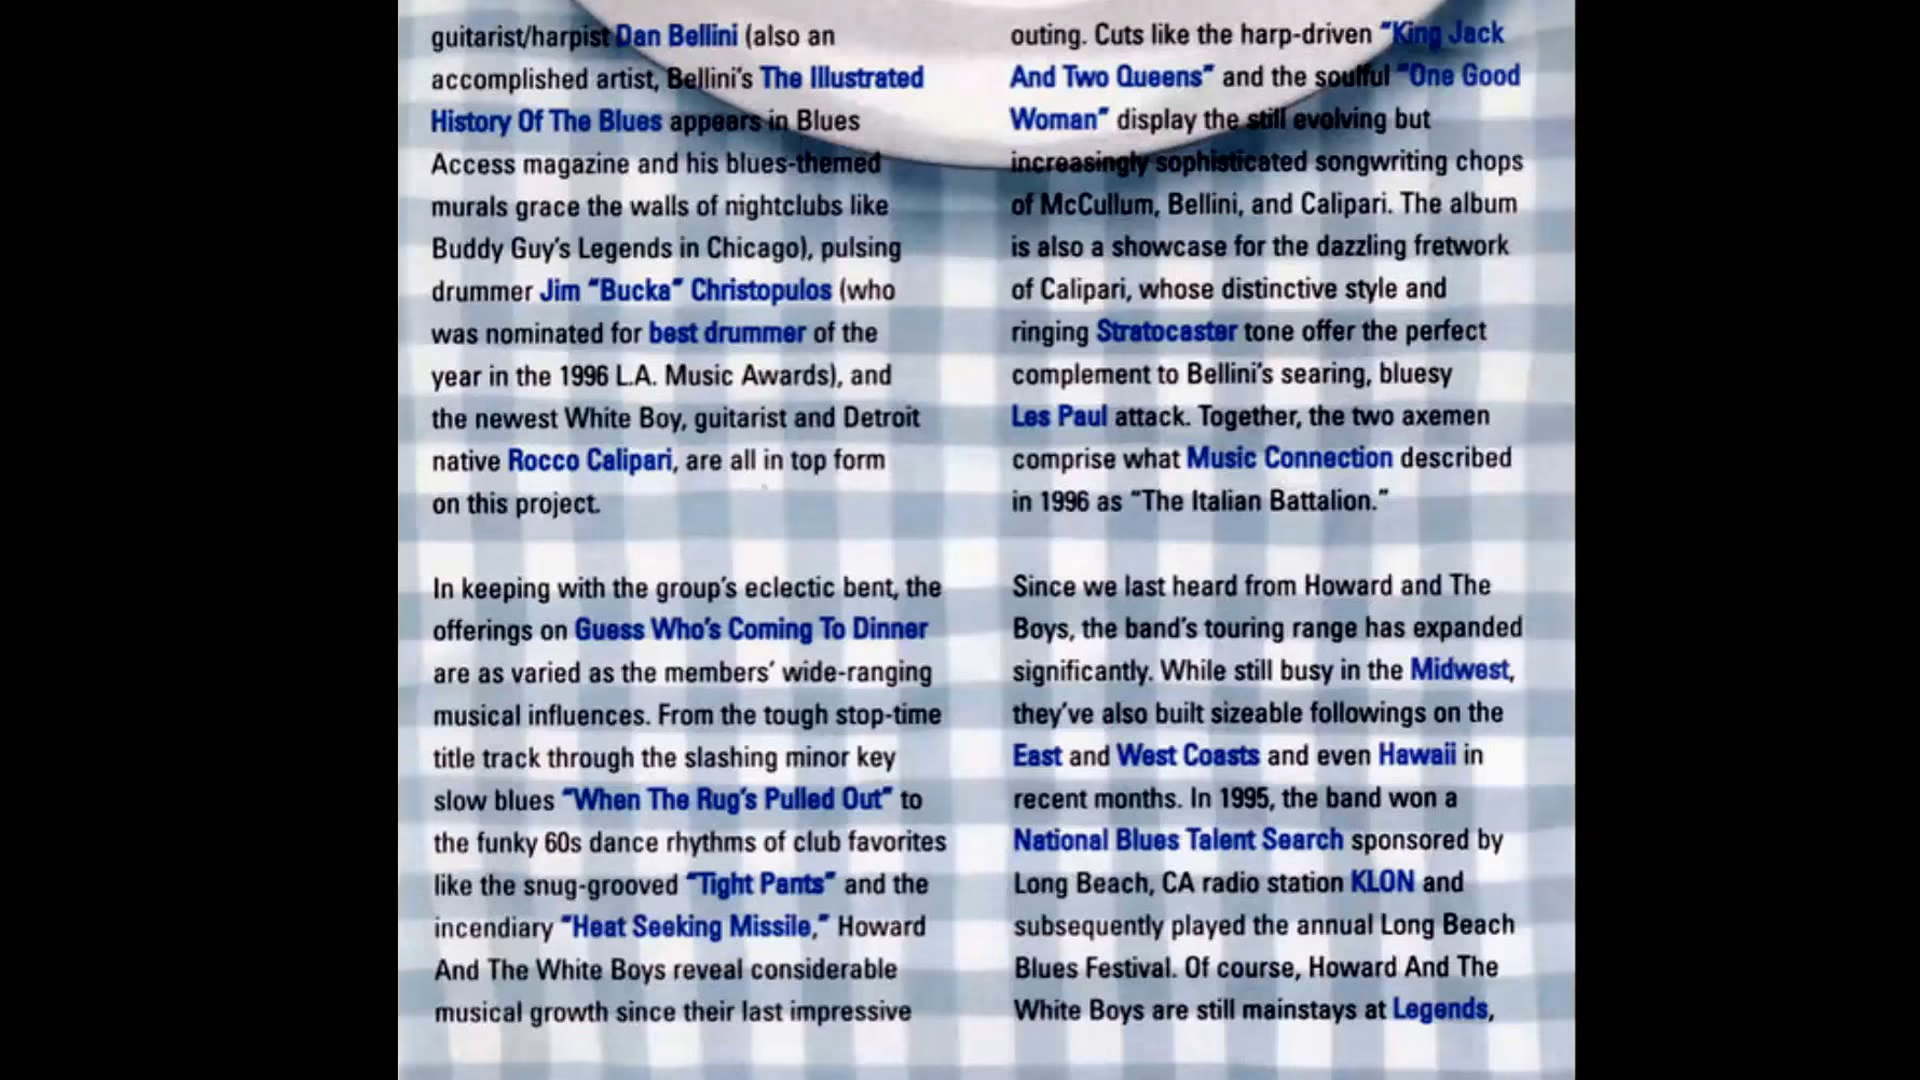 guitarist/harpist Dan Bellini (also an
accomplished artist, Bellini's The Illustrated
History Of The Blues appears in Blues
Access magazine and his blues-themed
murals grace the walls of nightclubs like
Buddy Guy's Legends in Chicago), pulsing
drummer Jim "Bucka" Christopulos (who
was nominated for best drummer of the
year in the 1996 L.A. Music Awards), and
the newest White Boy, guitarist and Detroit
native Rocco Calipari, are all in top form
on this project.
In keeping with the group's eclectic bent, the
offerings on Guess Who's Coming To Dinner
are as varied as the members' wide-ranging
musical influences. From the tough stop-time
title track through the slashing minor key
slow blues "When The Rug's Pulled Out" to
the funky 60s dance rhythms of club favorites
like the snug-grooved "Tight Pants" and the
incendiary "Heat Seeking Missile," Howard
And The White Boys reveal considerable
musical growth since their last impressive
outing. Cuts like the harp-driven "King Jack
And Two Queens" and the soulful "One Good
Woman" display the still evolving but
increasingly sophisticated songwriting chops
of McCullum, Bellini, and Calipari. The album
is also a showcase for the dazzling fretwork
of Calipari, whose distinctive style and
ringing Stratocaster tone offer the perfect
complement to Bellini's searing, bluesy
Les Paul attack. Together, the two axemen
comprise what Music Connection described
in 1996 as "The Italian Battalion."
Since we last heard from Howard and The
Boys, the band's touring range has expanded
significantly. While still busy in the Midwest,
they've also built sizeable followings on the
East and West Coasts and even Hawaii in
recent months. In 1995, the band won a
National Blues Talent Search sponsored by
Long Beach, CA radio station KLON and
subsequently played the annual Long Beach
Blues Festival. Of course, Howard And The
White Boys are still mainstays at Legends,